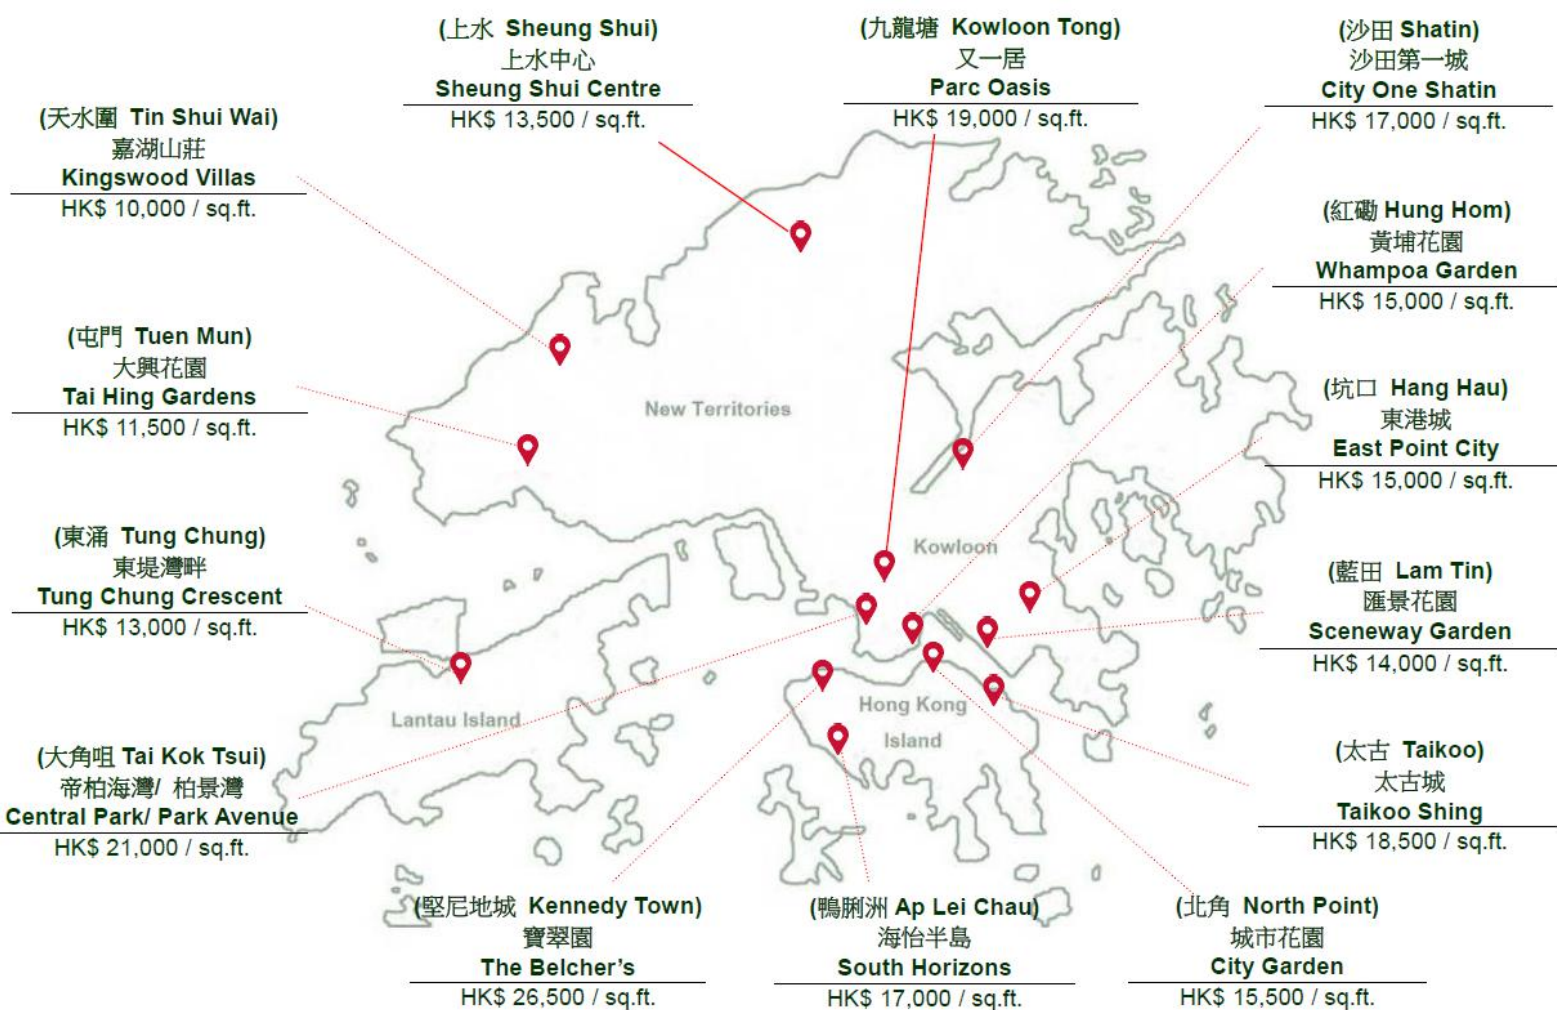 (上水 Sheung Shui)
上水中心
Sheung Shui Centre
HK$ 13,500 / sq.ft.
(九龍塘 Kowloon Tong)
又一居
Parc Oasis
HK$ 19,000 / sq.ft.
(沙田 Shatin)
沙田第一城
City One Shatin
HK$ 17,000 / sq.ft.
(天水圍 Tin Shui Wai)
嘉湖山莊
Kingswood Villas
HK$ 10,000 / sq.ft.
(紅磡 Hung Hom)
黃埔花園
Whampoa Garden
HK$ 15,000 / sq.ft.
(屯門 Tuen Mun)
大興花園
Tai Hing Gardens
HK$ 11,500 / sq.ft.
New Territories
(坑口 Hang Hau)
東港城
East Point City
HK$ 15,000 / sq.ft.
(東涌 Tung Chung)
東堤灣畔
Tung Chung Crescent
HK$ 13,000 / sq.ft.
Kowloon
(藍田 Lam Tin)
匯景花園
Sceneway Garden
HK$ 14,000 / sq.ft.
Lantau Island
Hong Kong
Island
(大角咀 Tai Kok Tsui)
帝柏海灣/ 柏景灣
Central Park/ Park Avenue
HK$ 21,000 / sq.ft.
(太古 Taikoo)
太古城
Taikoo Shing
HK$ 18,500 / sq.ft.
(堅尼地城 Kennedy Town)
寶翠園
The Belcher’s
HK$ 26,500 / sq.ft.
(鴨脷洲 Ap Lei Chau)
海怡半島
South Horizons
HK$ 17,000 / sq.ft.
(北角 North Point)
城市花園
City Garden
HK$ 15,500 / sq.ft.